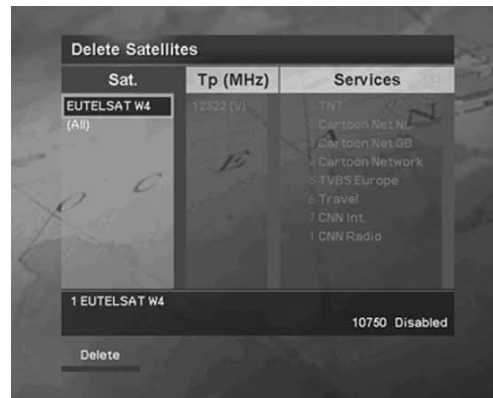 Delete Satellites
Sat. Tp (MHz) Services
EUTELSAT W4 12322 (V) TNT
(All) Cartoon Net NL
Cartoon Net GB
4 Cartoon Network
5 TVBS Europe
6 Travel
7 CNN Int.
1 CNN Radio
O C E A N
1 EUTELSAT W4
10750 Disabled
Delete